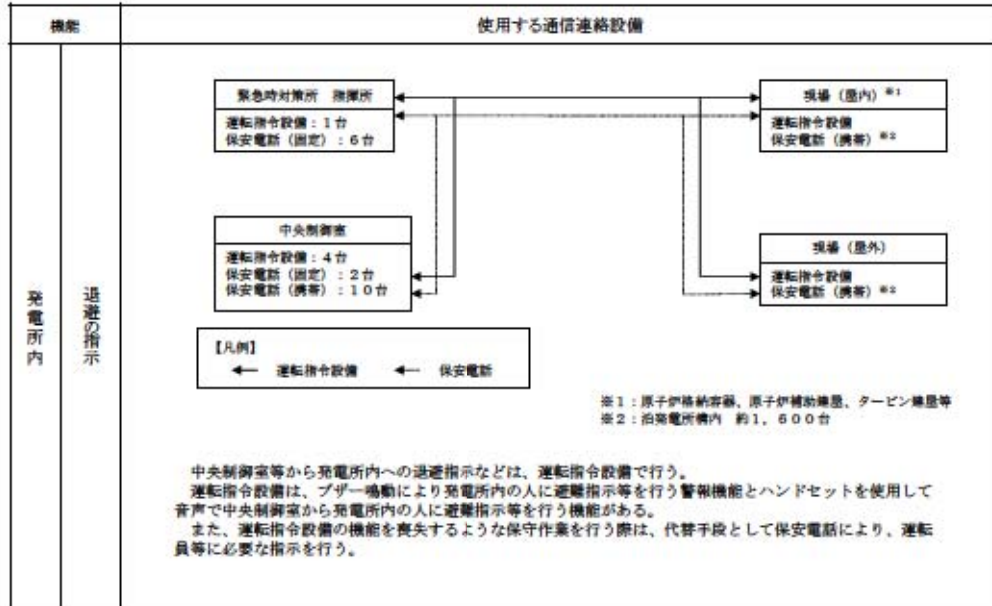 機能
使用する通信連絡設備
発電所内
退避の指示
緊急時対策所 指揮所
運転指令設備：1台
保安電話（固定）：6台
現場（屋内）※1
運転指令設備
保安電話（携帯）※2
中央制御室
運転指令設備：4台
保安電話（固定）：2台
保安電話（携帯）：10台
現場（屋外）
運転指令設備
保安電話（携帯）※2
【凡例】
運転指令設備 保安電話
※1：原子炉格納容器、原子炉補助建屋、タービン建屋等
※2：泊発電所構内 約1，600台
中央制御室等から発電所内への退避指示などは、運転指令設備で行う。
運転指令設備は、ブザー鳴動により発電所内の人に避難指示等を行う警報機能とハンドセットを使用して
音声で中央制御室から発電所内の人に避難指示等を行う機能がある。
また、運転指令設備の機能を喪失するような保守作業を行う際は、代替手段として保安電話により、運転
員等に必要な指示を行う。